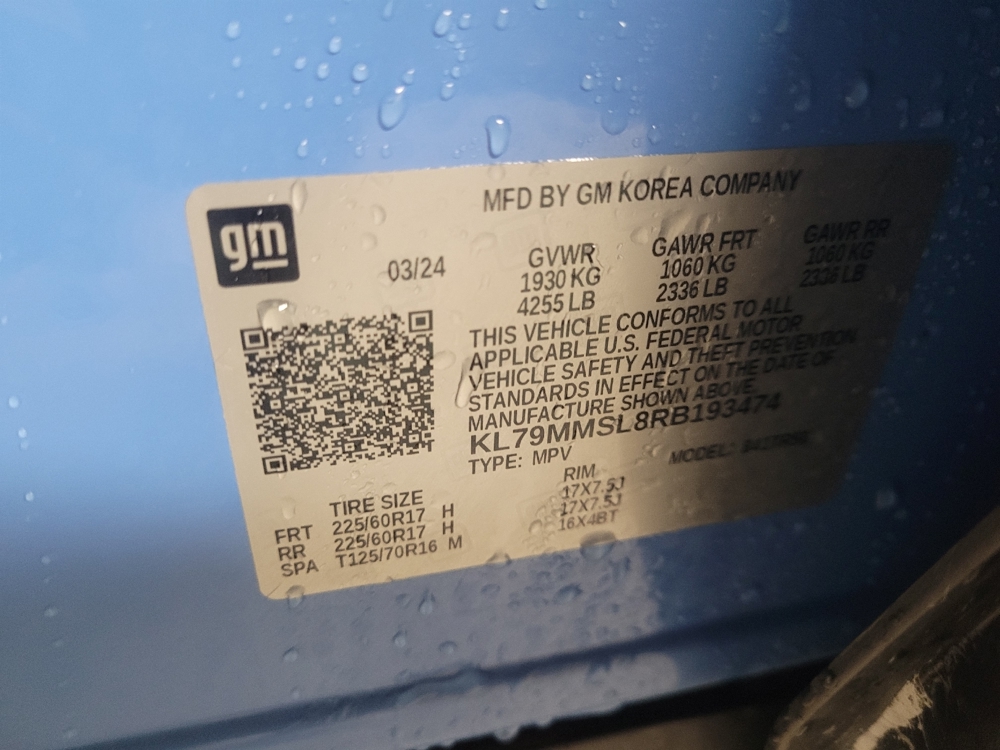 MFD BY GM KOREA COMPANY
gm
03/24
GVWR GAWR FRT GAWR RR
1930 KG 1060 KG 1060 KG
4255 LB 2336 LB 2336 LB
THIS VEHICLE CONFORMS TO ALL
APPLICABLE U.S. FEDERAL MOTOR
VEHICLE SAFETY AND THEFT PREVENTION
STANDARDS IN EFFECT ON THE DATE OF
MANUFACTURE SHOWN ABOVE.
KL79MMSL8RB193474
TYPE: MPV MODEL:
TIRE SIZE RIM
FRT 225/60R17 H 17X7.5J
RR 225/60R17 H 17X7.5J
SPA T125/70R16 M 16X4BT